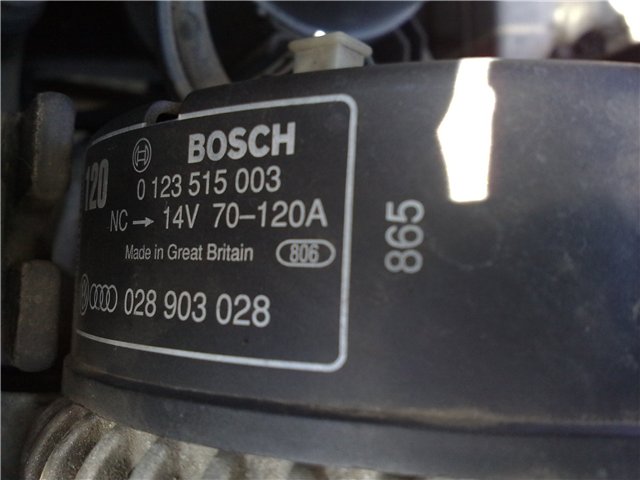 BOSCH
120
0 123 515 003
NC → 14V 70–120A
Made in Great Britain 806
028 903 028
865